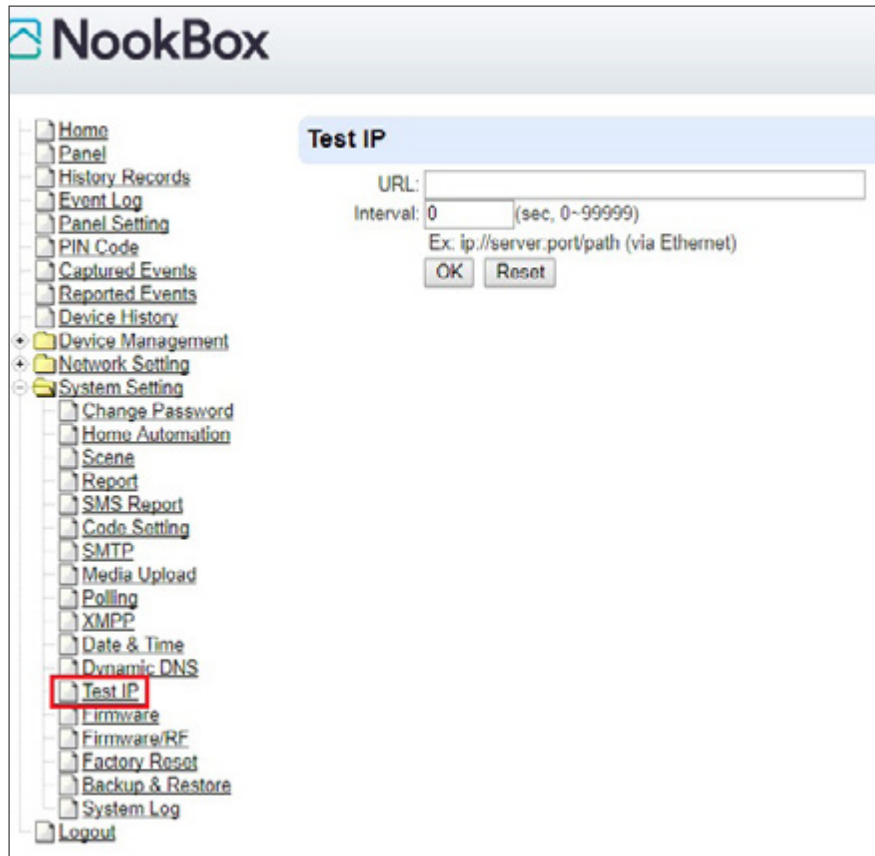 NookBox
Home
Panel
History Records
Event Log
Panel Setting
PIN Code
Captured Events
Reported Events
Device History
Device Management
Network Setting
System Setting
Change Password
Home Automation
Scene
Report
SMS Report
Code Setting
SMTP
Media Upload
Polling
XMPP
Date & Time
Dynamic DNS
Test IP
Firmware
Firmware/RF
Factory Reset
Backup & Restore
System Log
Logout
Test IP
URL:
Interval: 0 (sec, 0~99999)
Ex: ip://server:port/path (via Ethernet)
OK Reset